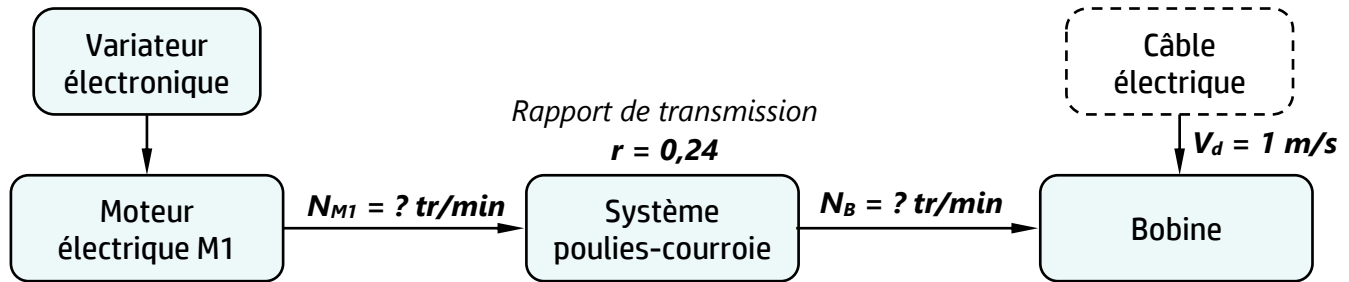 Variateur
électronique
Câble
électrique
Rapport de transmission
r = 0,24
V_d = 1 m/s
Moteur
électrique M1
N_M1 = ? tr/min
Système
poulies-courroie
N_B = ? tr/min
Bobine